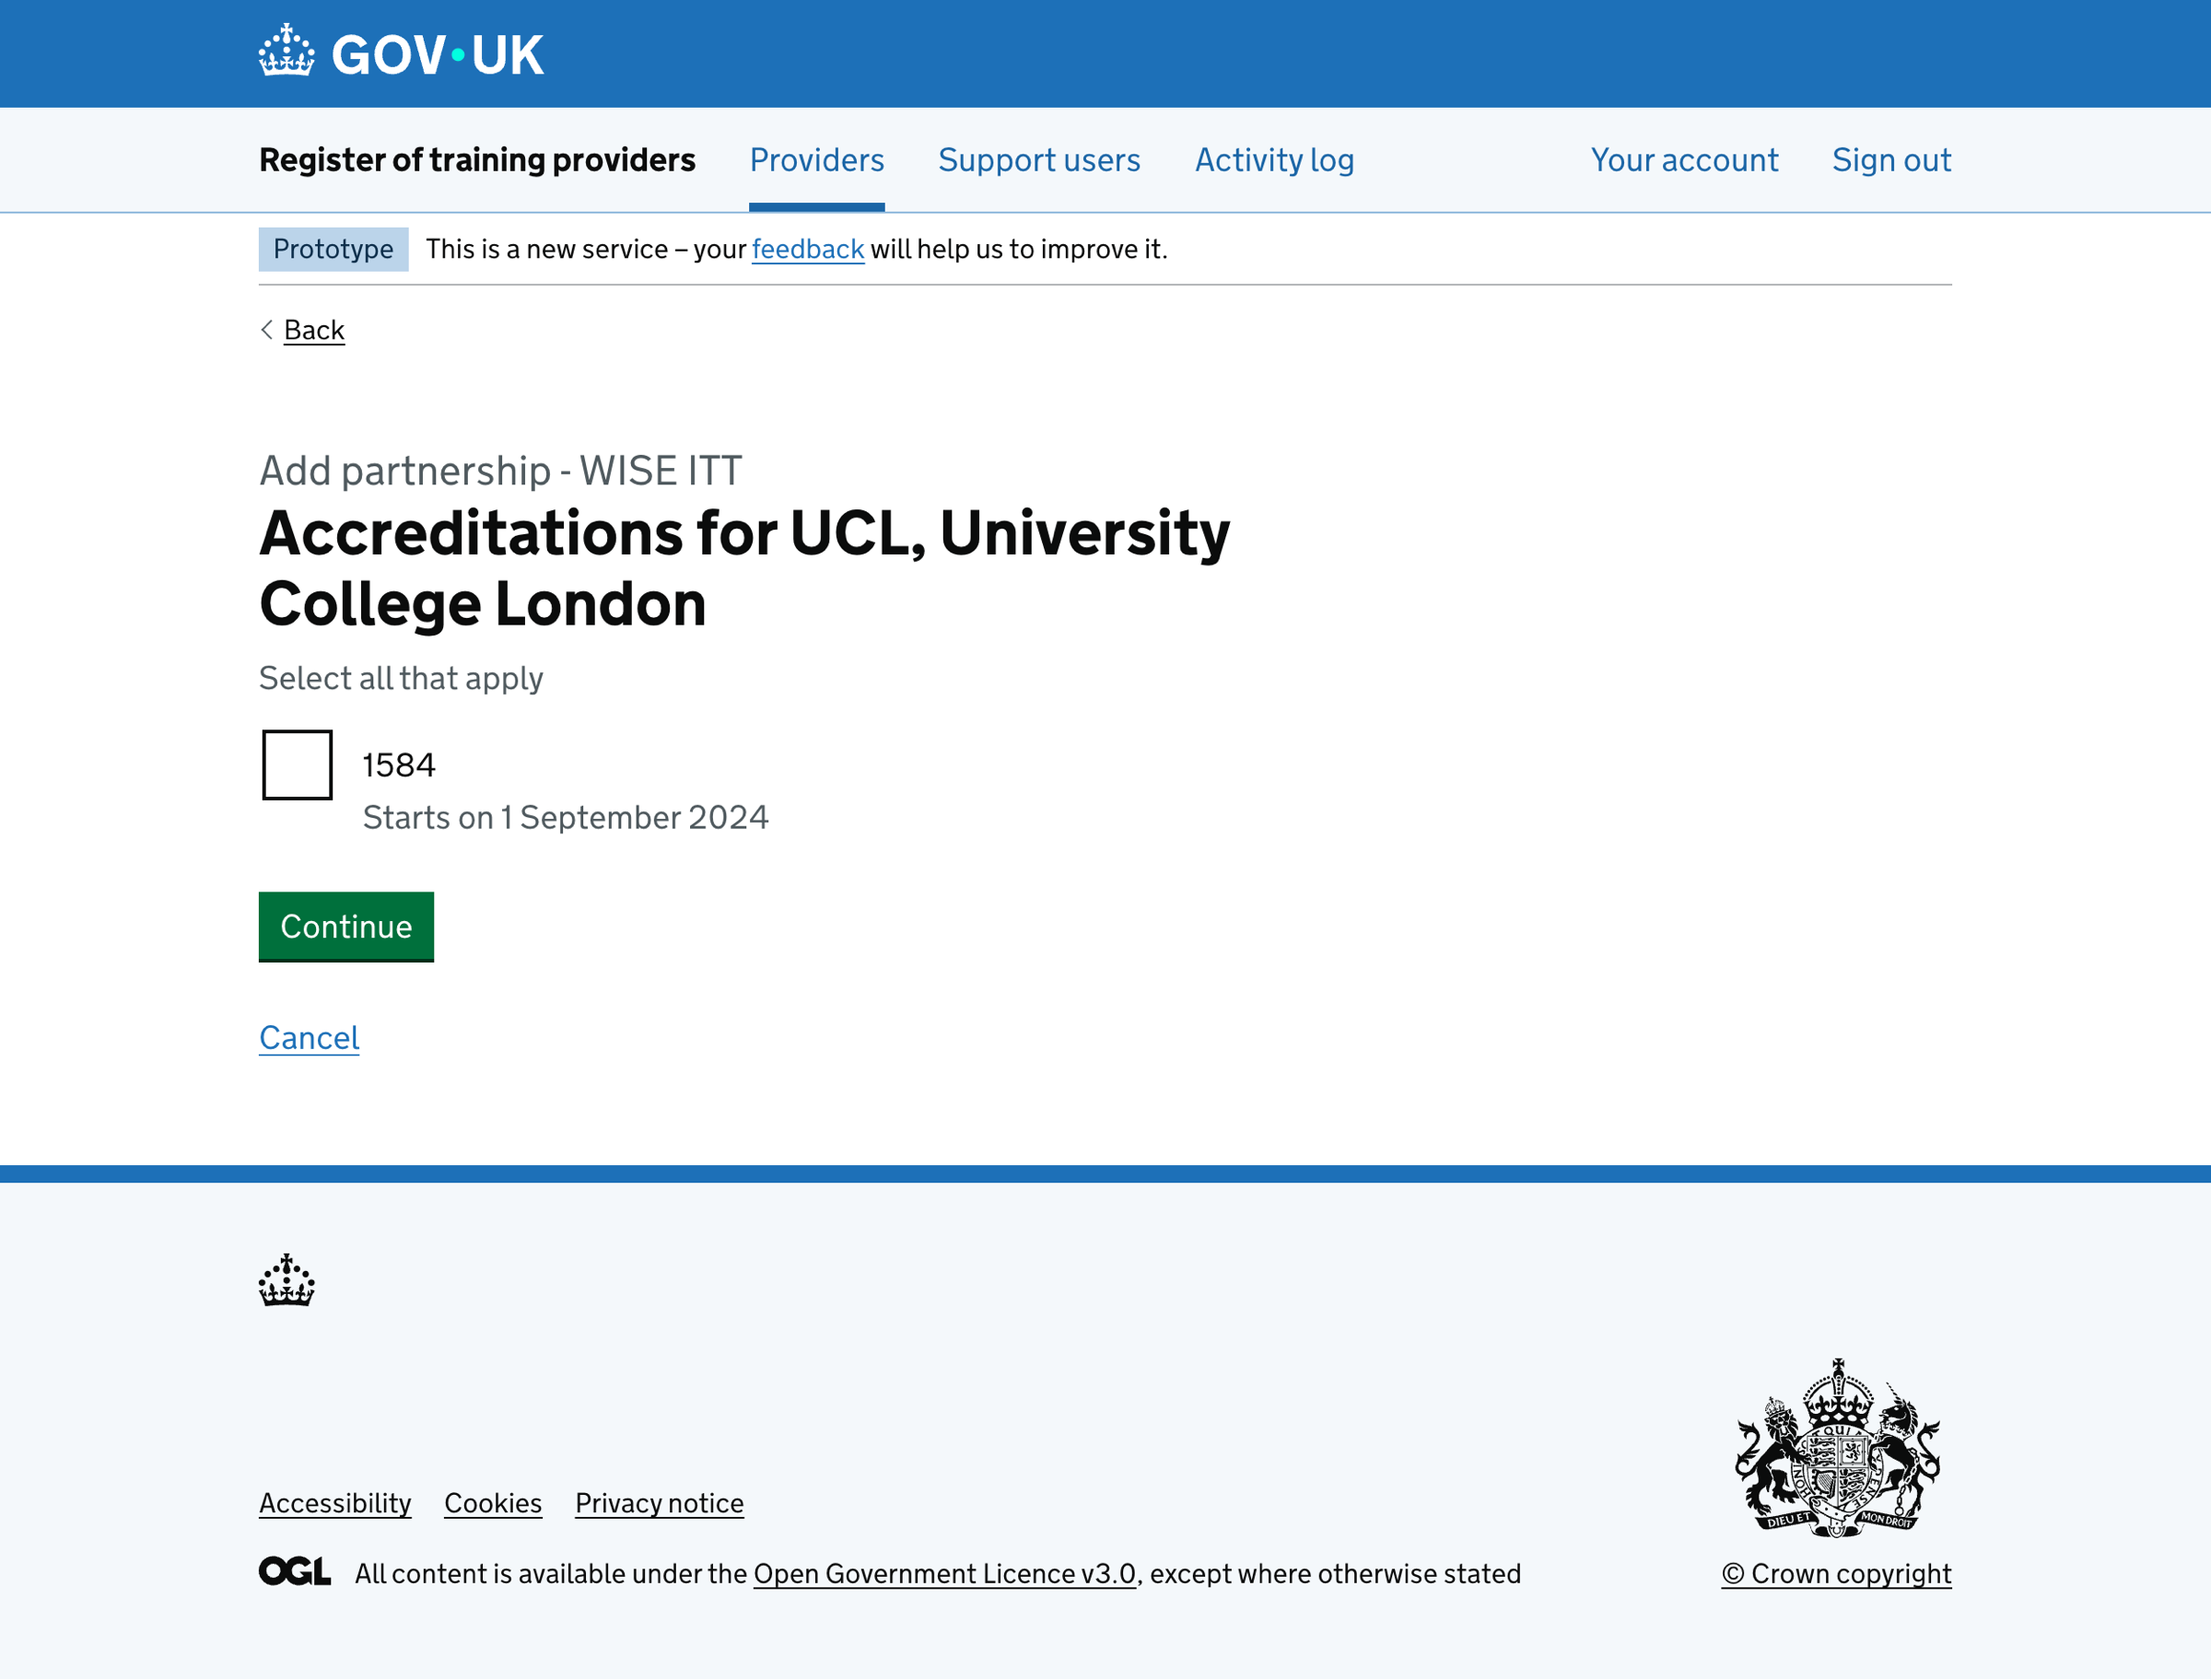 GOV·UK
Register of training providers Providers Support users Activity log Your account Sign out
Prototype This is a new service – your feedback will help us to improve it.
Back
Add partnership - WISE ITT
Accreditations for UCL, University
College London
Select all that apply
1584
Starts on 1 September 2024
Continue
Cancel
DIEU ET MON DROIT
Accessibility Cookies Privacy notice
OGL All content is available under the Open Government Licence v3.0, except where otherwise stated
© Crown copyright